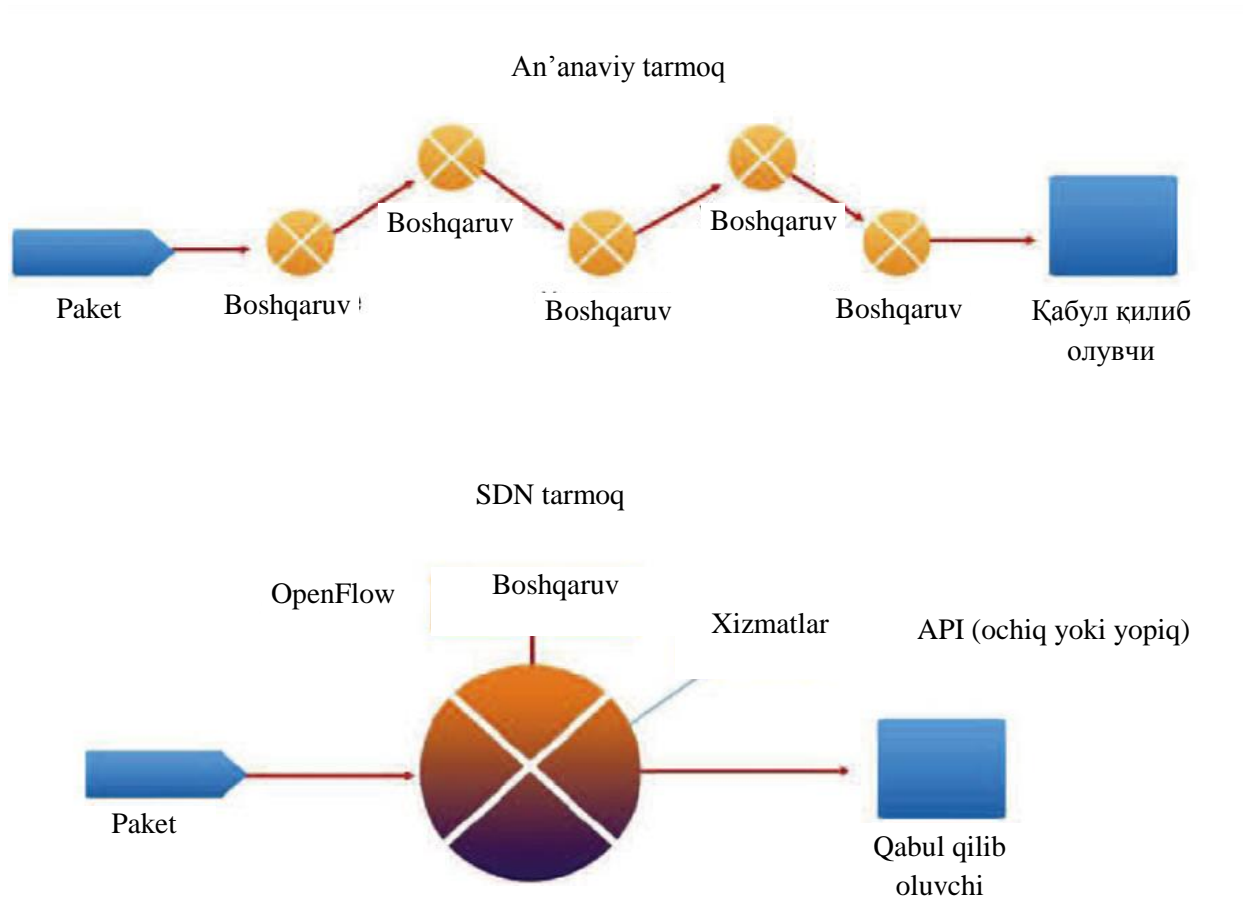 An’anaviy tarmoq
Boshqaruv
Boshqaruv
Paket
Boshqaruv
Boshqaruv
Boshqaruv
Қабул қилиб
олувчи
SDN tarmoq
OpenFlow
Boshqaruv
Xizmatlar
API (ochiq yoki yopiq)
Paket
Qabul qilib
oluvchi